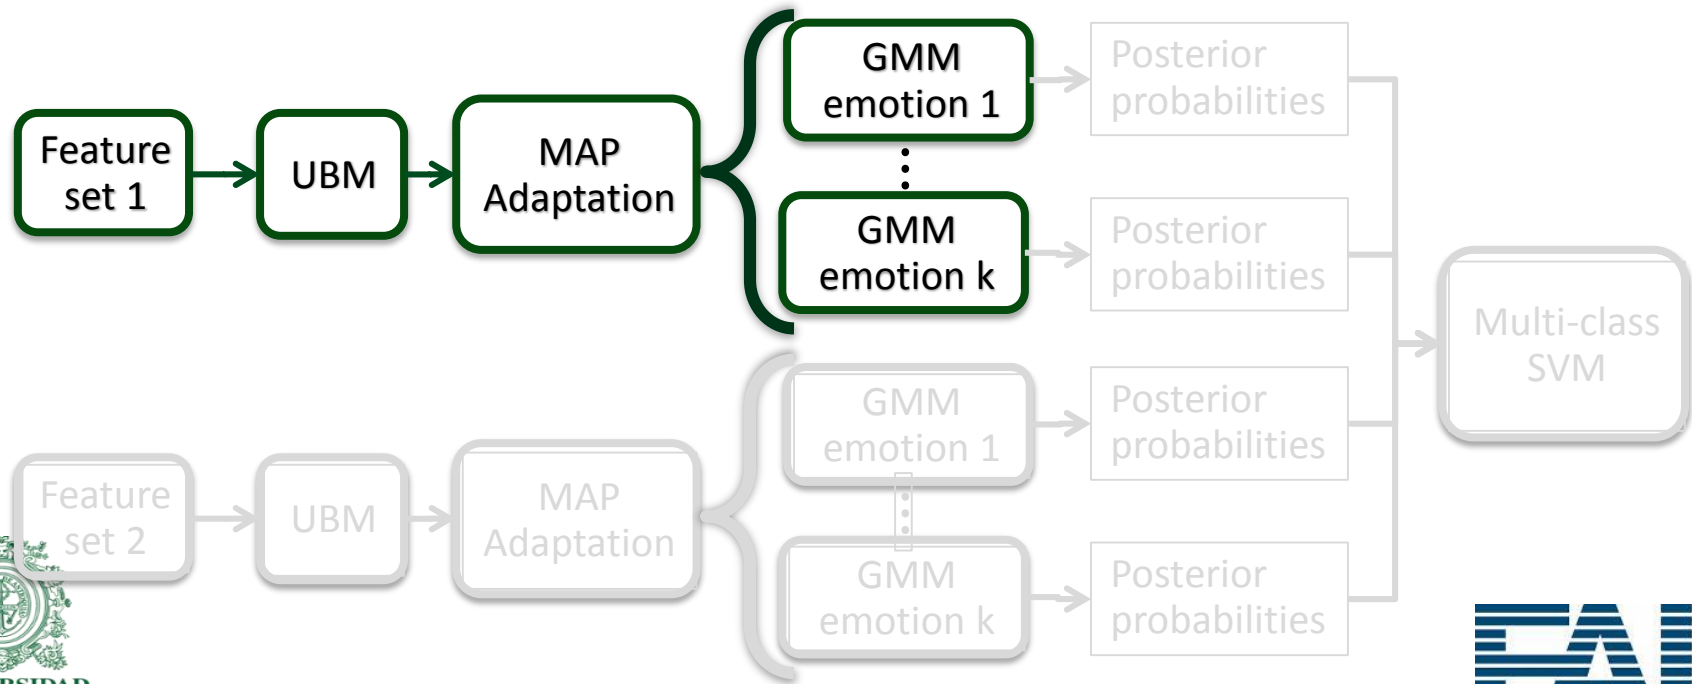 Feature
set 1
UBM
MAP
Adaptation
GMM
emotion 1
GMM
emotion k
Posterior
probabilities
Posterior
probabilities
Feature
set 2
UBM
MAP
Adaptation
GMM
emotion 1
GMM
emotion k
Posterior
probabilities
Posterior
probabilities
Multi-class
SVM